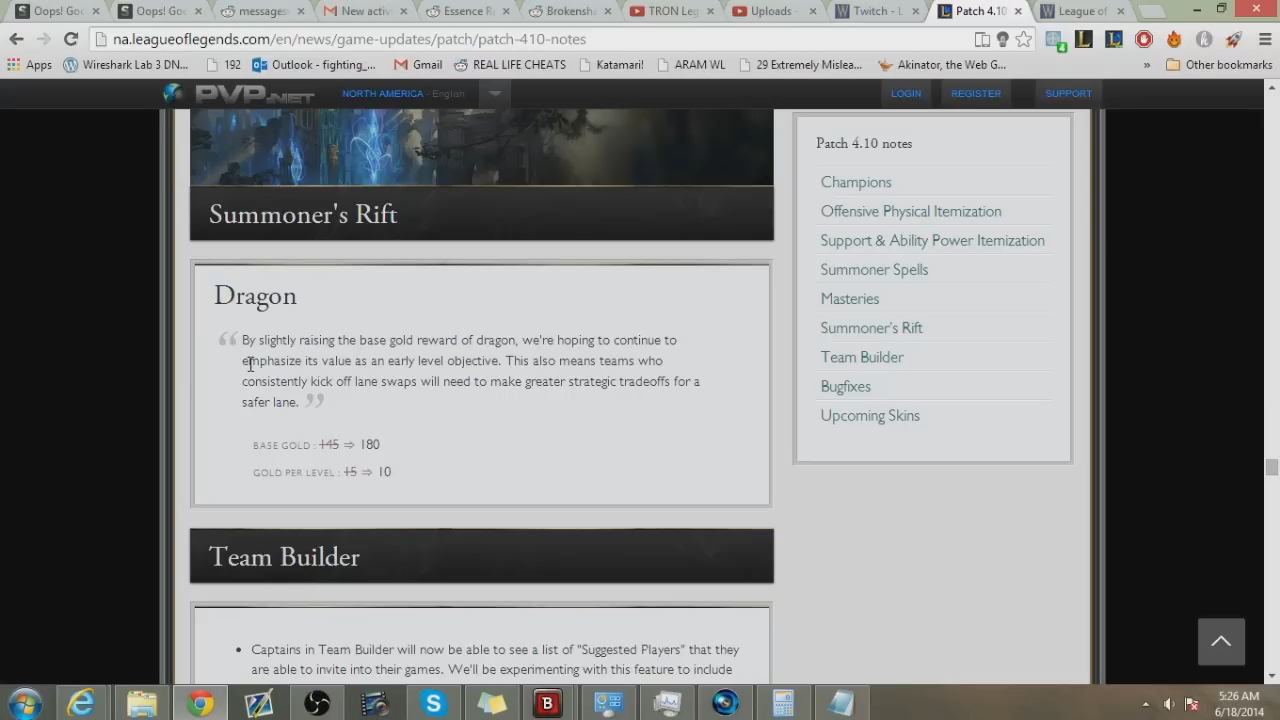 Oops! Goo
Oops! Goo
messages
New activ
Essence R
Brokensha
TRON Leg
Uploads -
Twitch - L
Patch 4.10
League of
na.leagueoflegends.com/en/news/game-updates/patch/patch-410-notes
4
Apps
Wireshark Lab 3 DN...
192
Outlook - fighting_...
Gmail
REAL LIFE CHEATS
Katamari!
ARAM WL
29 Extremely Mislea...
Akinator, the Web G...
»
Other bookmarks
PVP.NET
NORTH AMERICA - English
LOGIN
REGISTER
SUPPORT
Summoner's Rift
Dragon
“ By slightly raising the base gold reward of dragon, we're hoping to continue to
emphasize its value as an early level objective. This also means teams who
consistently kick off lane swaps will need to make greater strategic tradeoffs for a
safer lane. ”
BASE GOLD : 145 ⇒ 180
GOLD PER LEVEL : 15 ⇒ 10
Team Builder
• Captains in Team Builder will now be able to see a list of "Suggested Players" that they
are able to invite into their games. We'll be experimenting with this feature to include
Patch 4.10 notes
Champions
Offensive Physical Itemization
Support & Ability Power Itemization
Summoner Spells
Masteries
Summoner's Rift
Team Builder
Bugfixes
Upcoming Skins
5:26 AM
6/18/2014